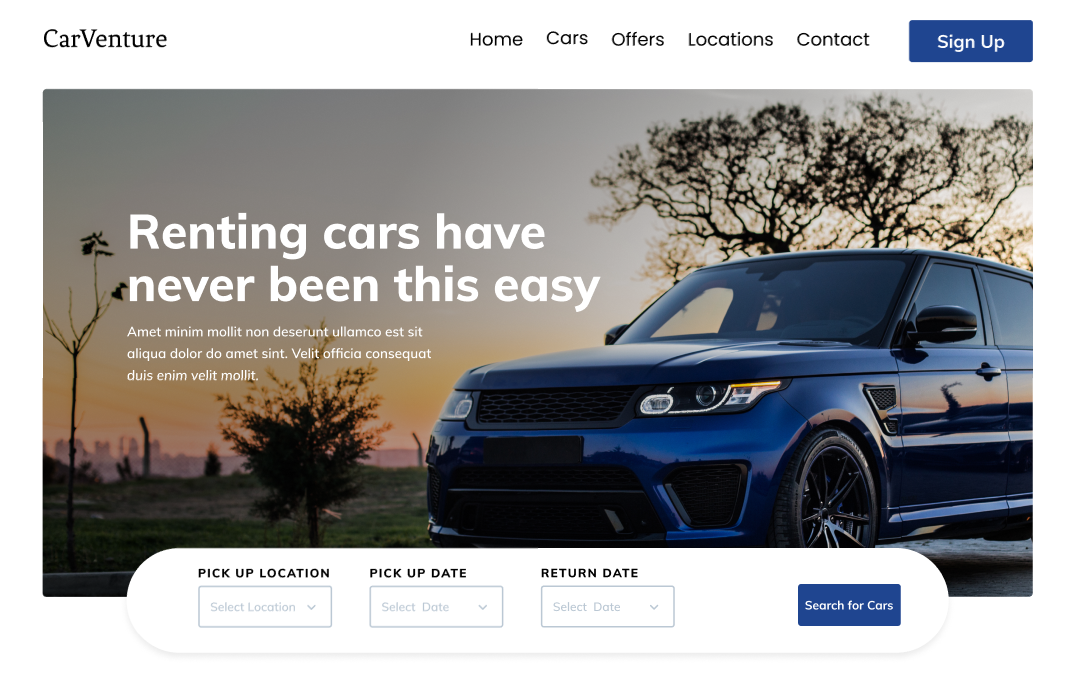 CarVenture
Home Cars Offers Locations Contact Sign Up
Renting cars have
never been this easy
Amet minim mollit non deserunt ullamco est sit
aliqua dolor do amet sint. Velit officia consequat
duis enim velit mollit.
PICK UP LOCATION PICK UP DATE RETURN DATE
Select Location Select Date Select Date Search for Cars